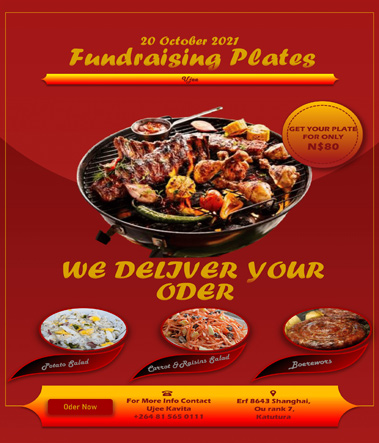 20 October 2021
Fundraising Plates
Ujee
GET YOUR PLATE
FOR ONLY
N$80
WE DELIVER YOUR
ODER
Potato Salad
Carrot & Raisins Salad
Boerewors
Oder Now
For More Info Contact
Ujee Kavita
+264 81 565 0111
Erf 8643 Shanghai,
Ou rank 7,
Katutura